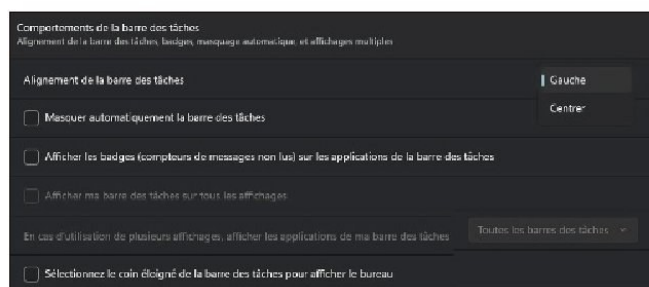 Comportements de la barre des tâches
Alignement de la barre des tâches, badges, masquage automatique, et affichages multiples
Alignement de la barre des tâches
Gauche
Centrer
Masquer automatiquement la barre des tâches
Afficher les badges (compteurs de messages non lus) sur les applications de la barre des tâches
Afficher ma barre des tâches sur tous les affichages
En cas d'utilisation de plusieurs affichages, afficher les applications de ma barre des tâches
Toutes les barres des tâches
Sélectionnez le coin éloigné de la barre des tâches pour afficher le bureau